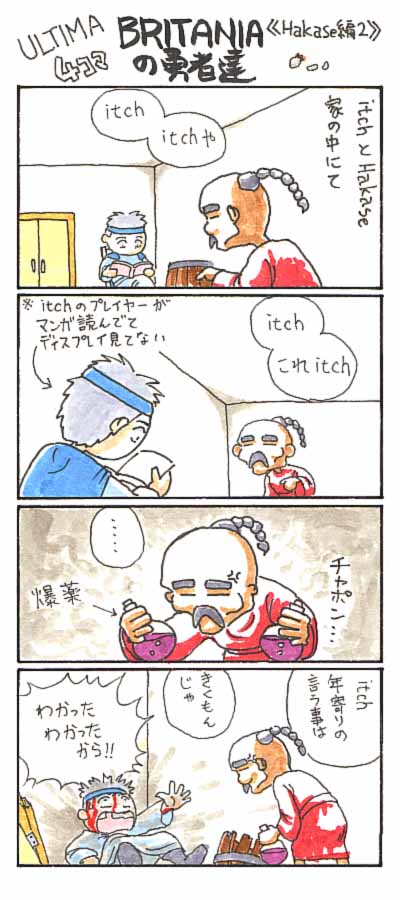 ULTIMA
4コマ
BRITANIA
の勇者達
《Hakase編2》
itchとHakase
家の中にて
itch
itchや
※itchのプレイヤーが
マンガ読んでて
ディスプレイ見てない
itch
これitch
・・・・
チャポン・・・
爆薬
itch
年寄りの
言う事は
きくもん
じゃ
わかった
わかった
から!!